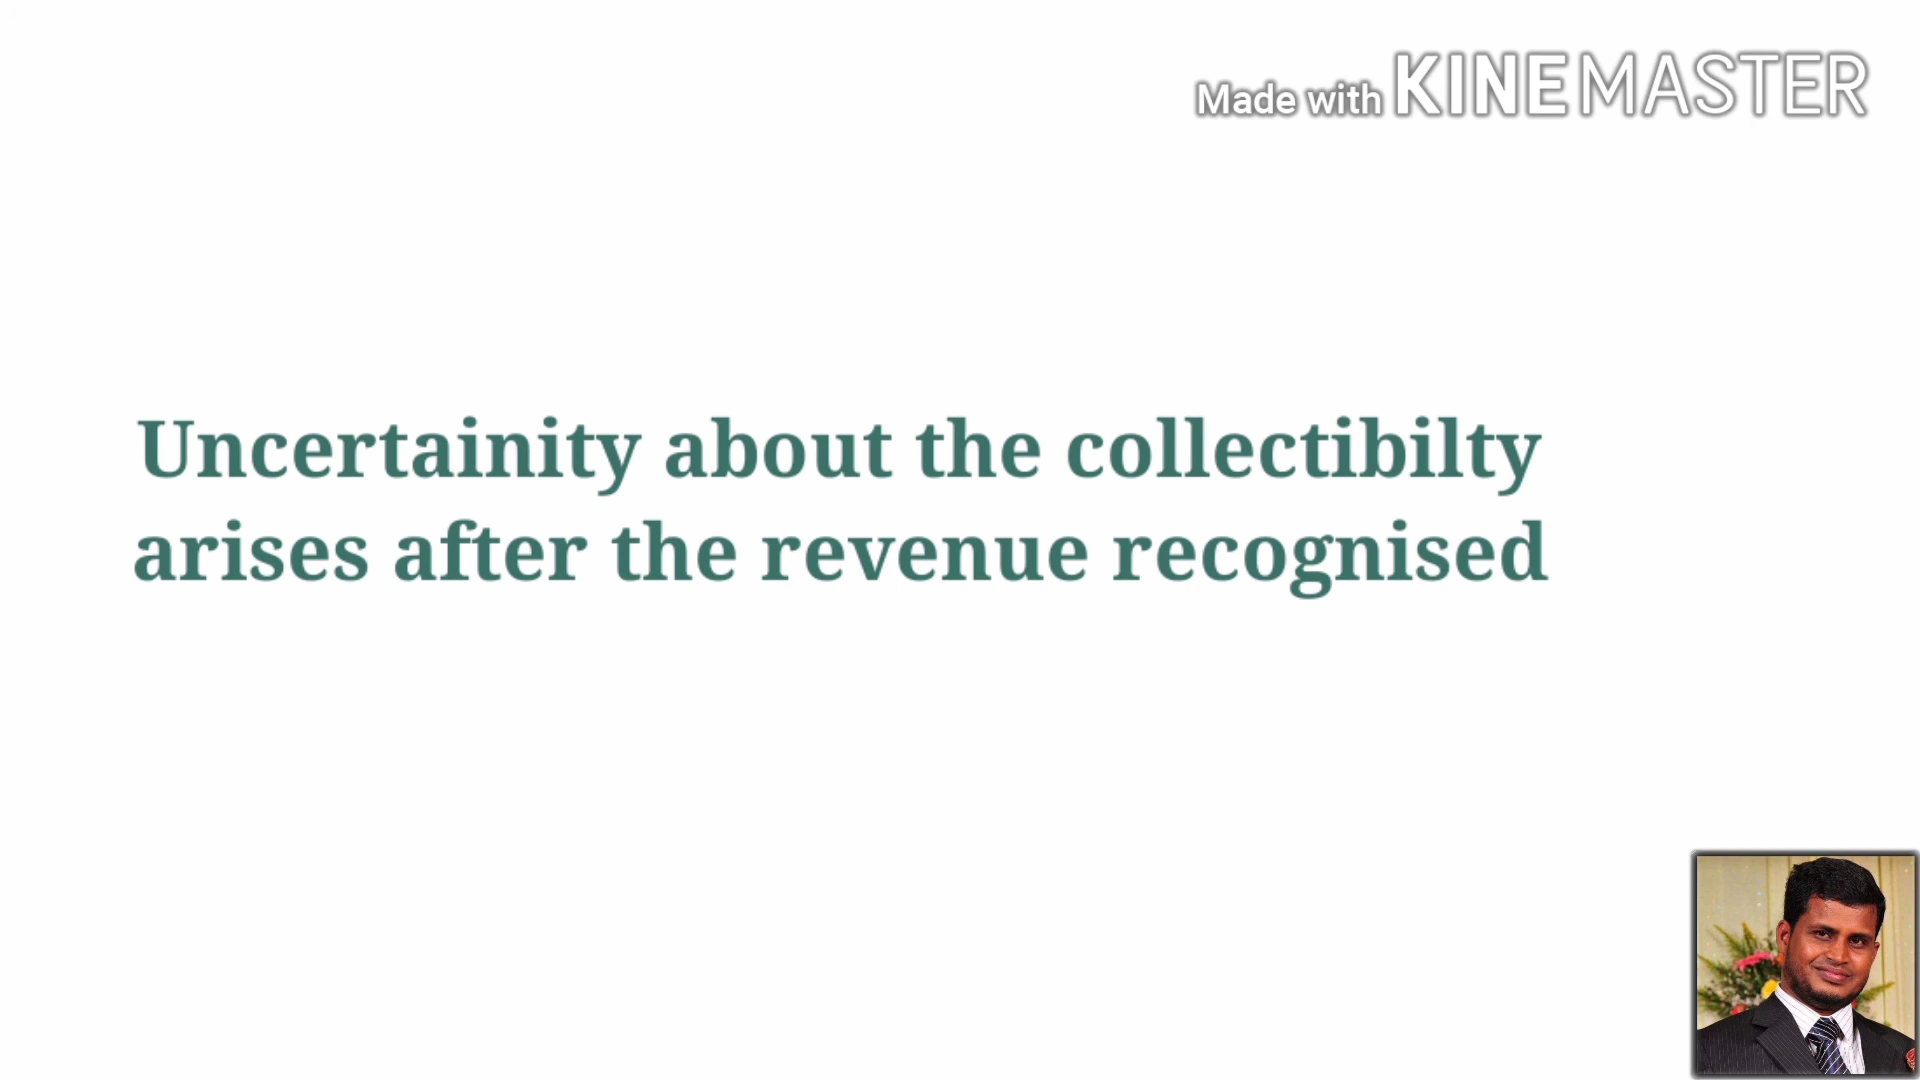 Made with KINEMASTER
Uncertainity about the collectibilty
arises after the revenue recognised